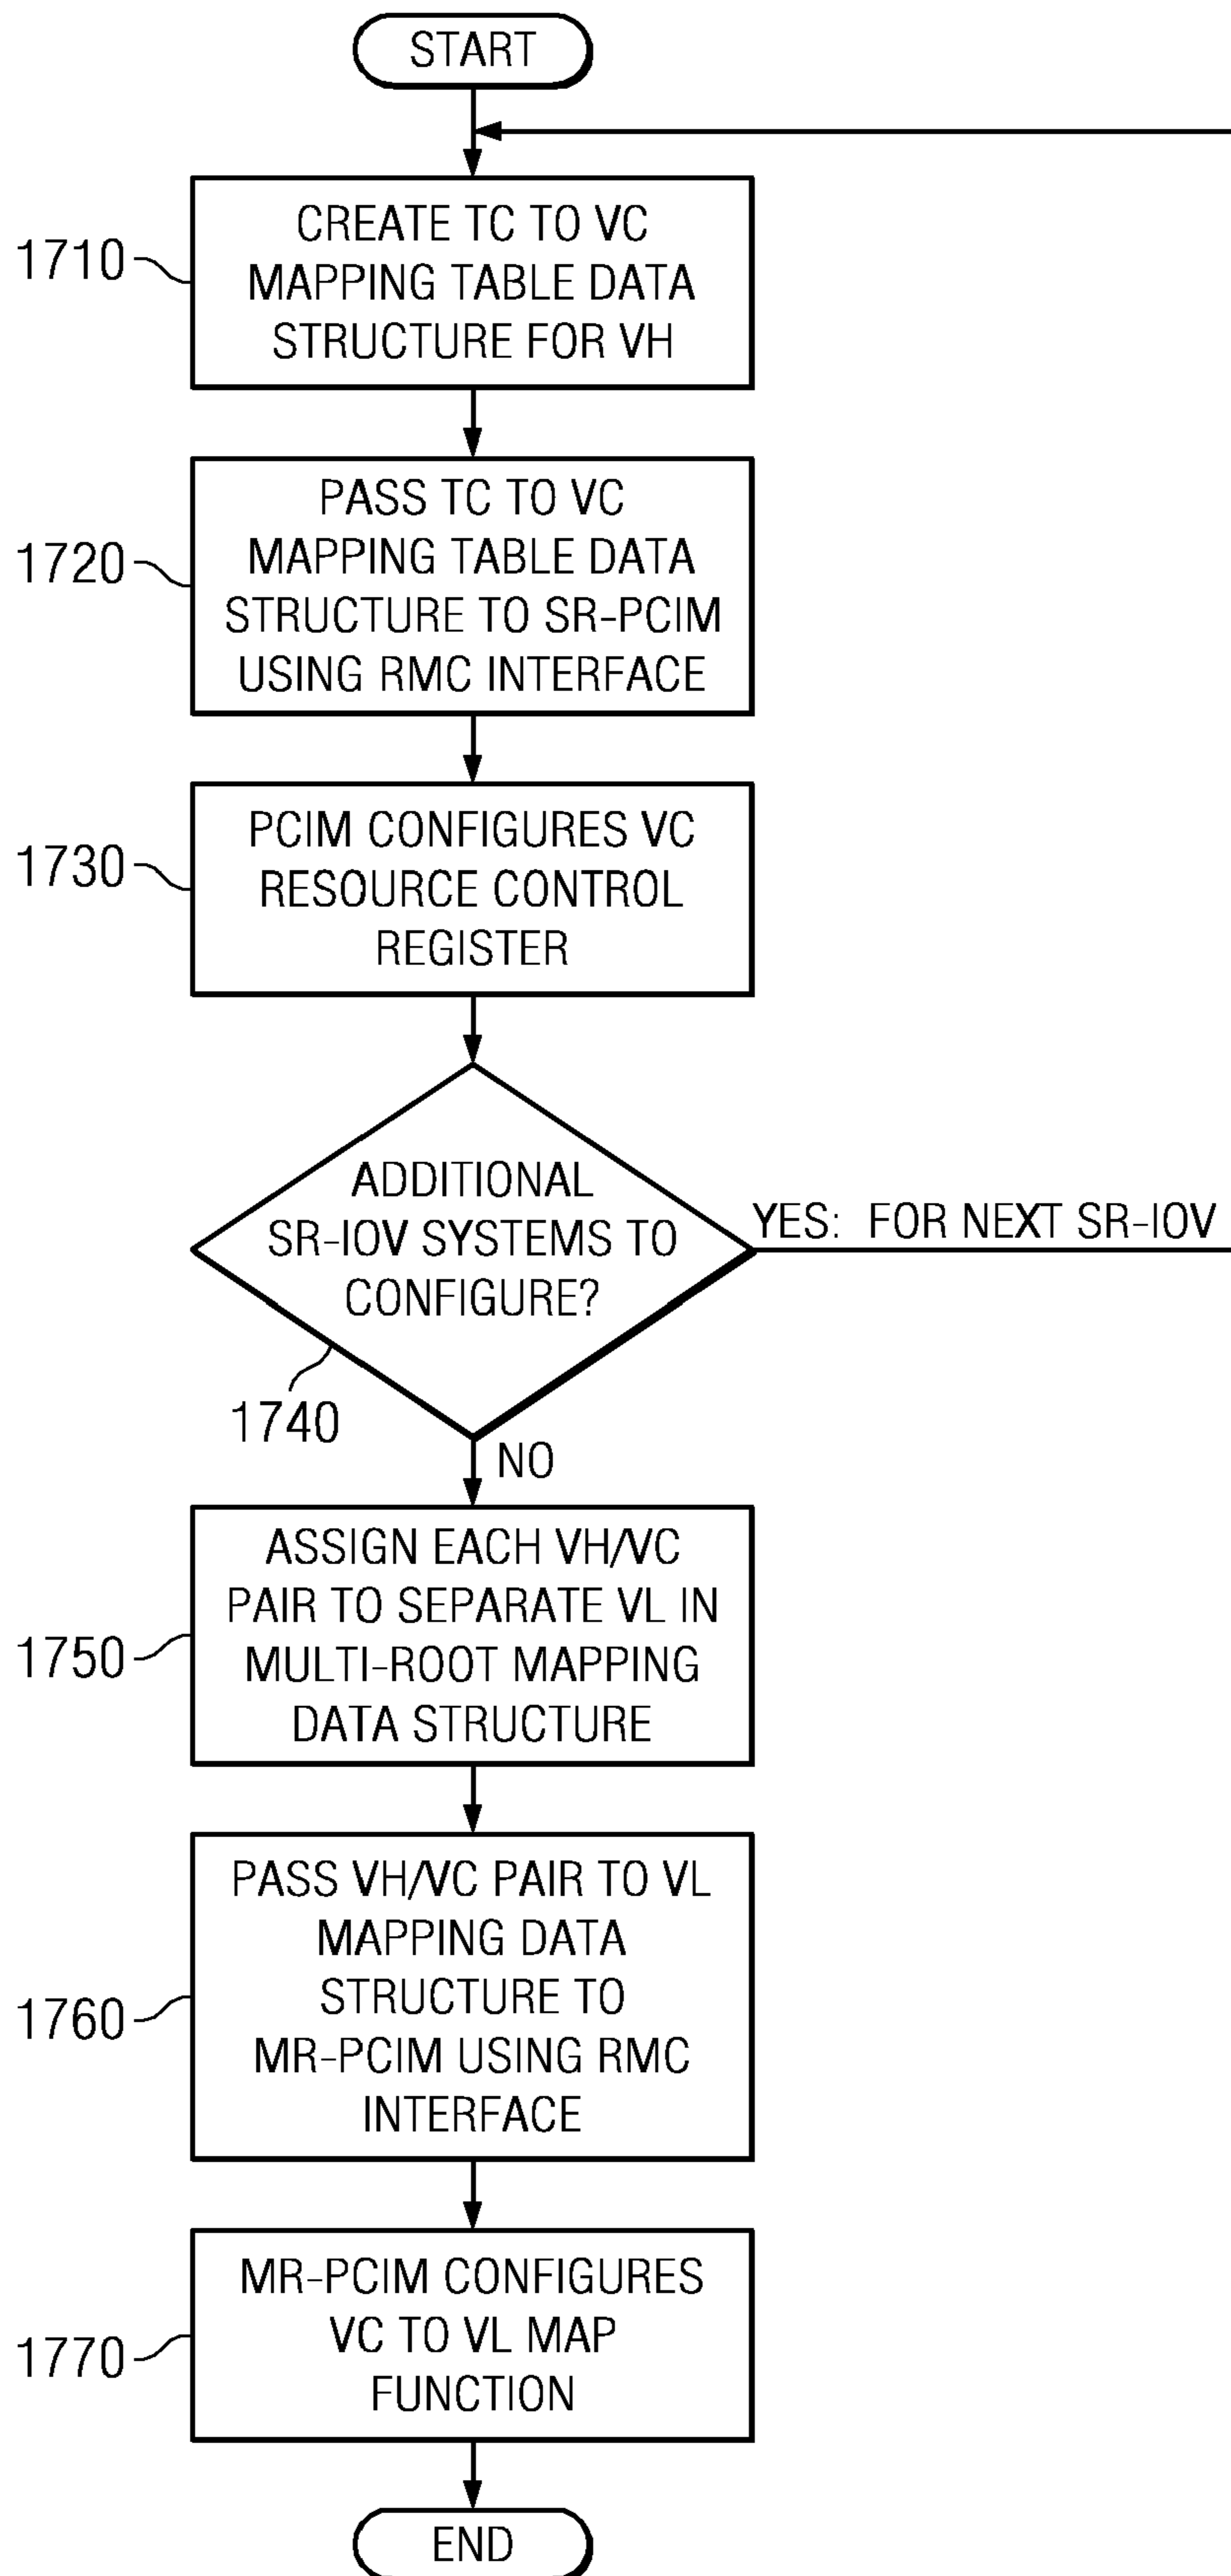 START
1710
CREATE TC TO VC
MAPPING TABLE DATA
STRUCTURE FOR VH
1720
PASS TC TO VC
MAPPING TABLE DATA
STRUCTURE TO SR-PCIM
USING RMC INTERFACE
1730
PCIM CONFIGURES VC
RESOURCE CONTROL
REGISTER
ADDITIONAL
SR-IOV SYSTEMS TO
CONFIGURE?
YES: FOR NEXT SR-IOV
1740
NO
1750
ASSIGN EACH VH/VC
PAIR TO SEPARATE VL IN
MULTI-ROOT MAPPING
DATA STRUCTURE
1760
PASS VH/VC PAIR TO VL
MAPPING DATA
STRUCTURE TO
MR-PCIM USING RMC
INTERFACE
1770
MR-PCIM CONFIGURES
VC TO VL MAP
FUNCTION
END